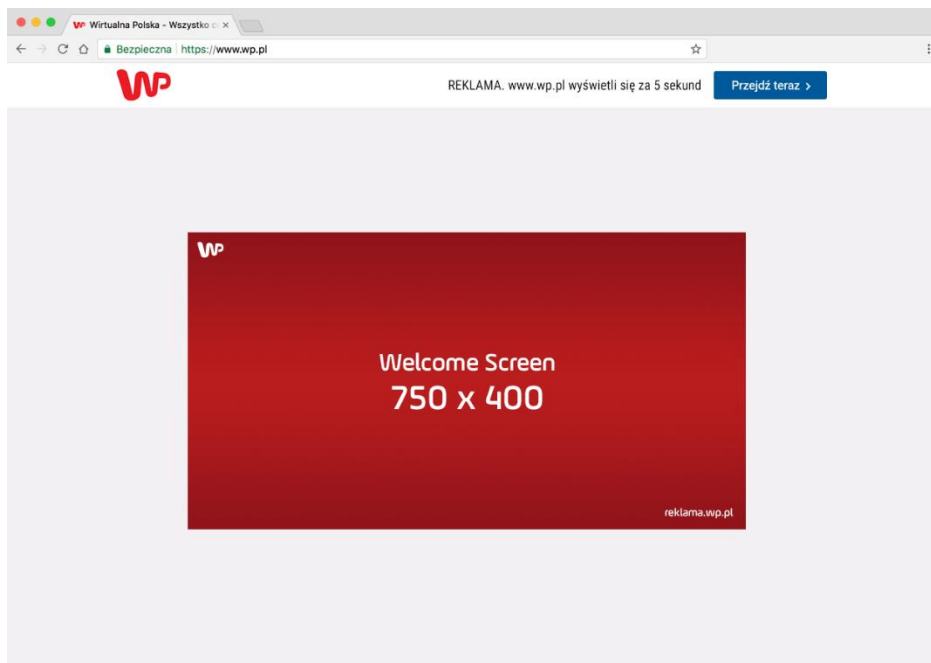 WP Wirtualna Polska - Wszystko
Bezpieczna https://www.wp.pl
WP
REKLAMA. www.wp.pl wyświetli się za 5 sekund
Przejdź teraz >
WP
Welcome Screen
750 x 400
reklama.wp.pl